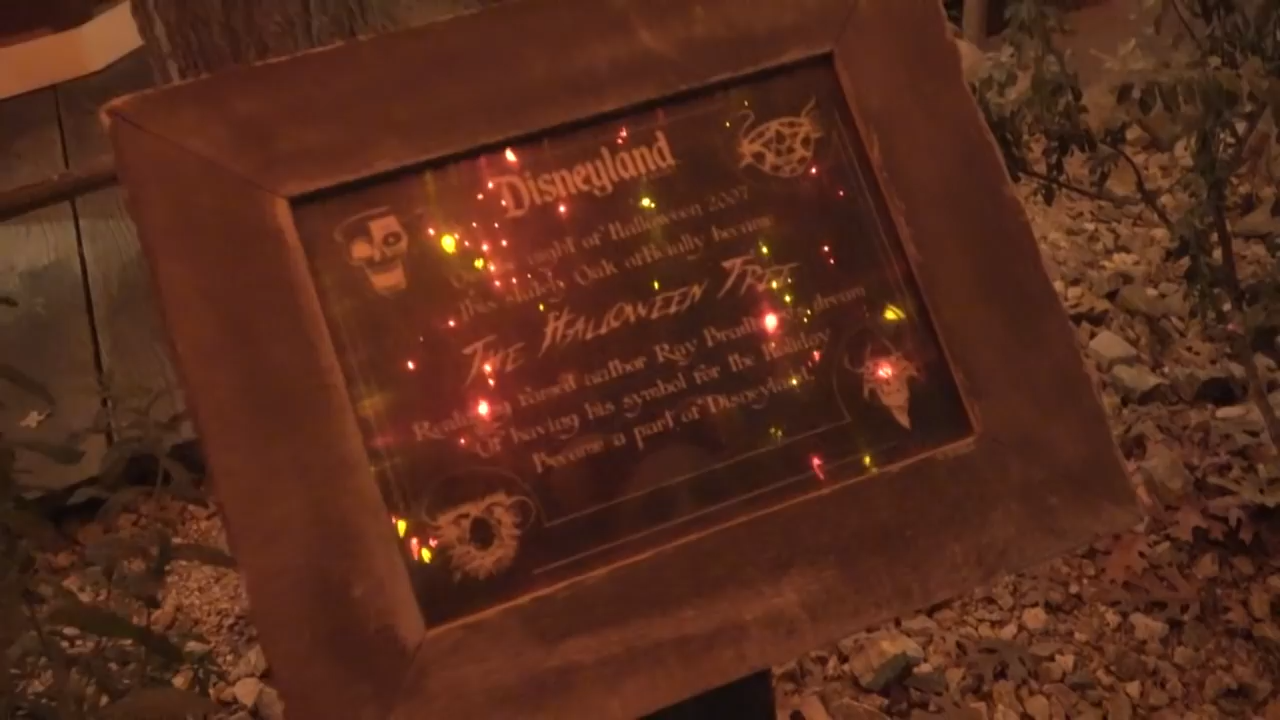 Disneyland
On the night of Halloween 2007
This stately Oak officially became
The Halloween Tree
Realizing famed author Ray Bradbury's dream
Of having his symbol for the holiday
Become a part of Disneyland.